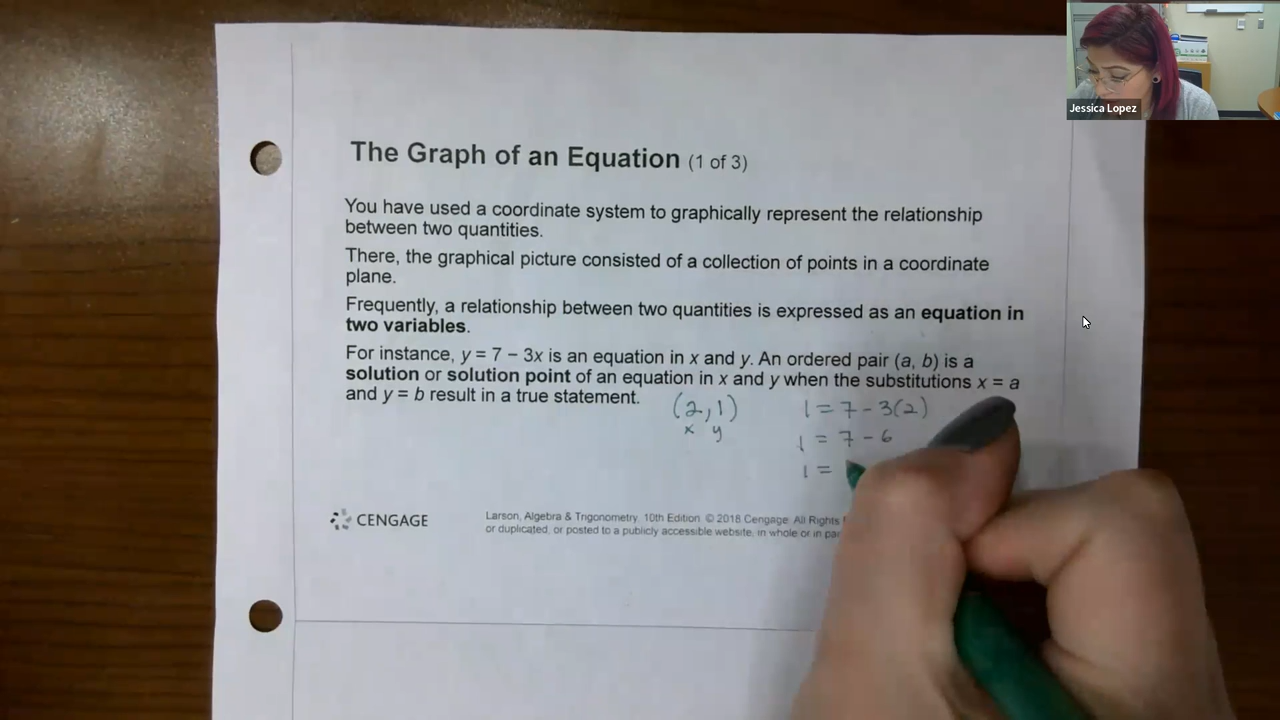 Jessica Lopez
The Graph of an Equation (1 of 3)
You have used a coordinate system to graphically represent the relationship
between two quantities.
There, the graphical picture consisted of a collection of points in a coordinate
plane.
Frequently, a relationship between two quantities is expressed as an equation in
two variables.
For instance, y = 7 − 3x is an equation in x and y. An ordered pair (a, b) is a
solution or solution point of an equation in x and y when the substitutions x = a
and y = b result in a true statement.
(2,1)
x y
1 = 7 - 3(2)
1 = 7 - 6
1 =
CENGAGE
Larson, Algebra & Trigonometry, 10th Edition. © 2018 Cengage. All Rights
or duplicated, or posted to a publicly accessible website, in whole or in